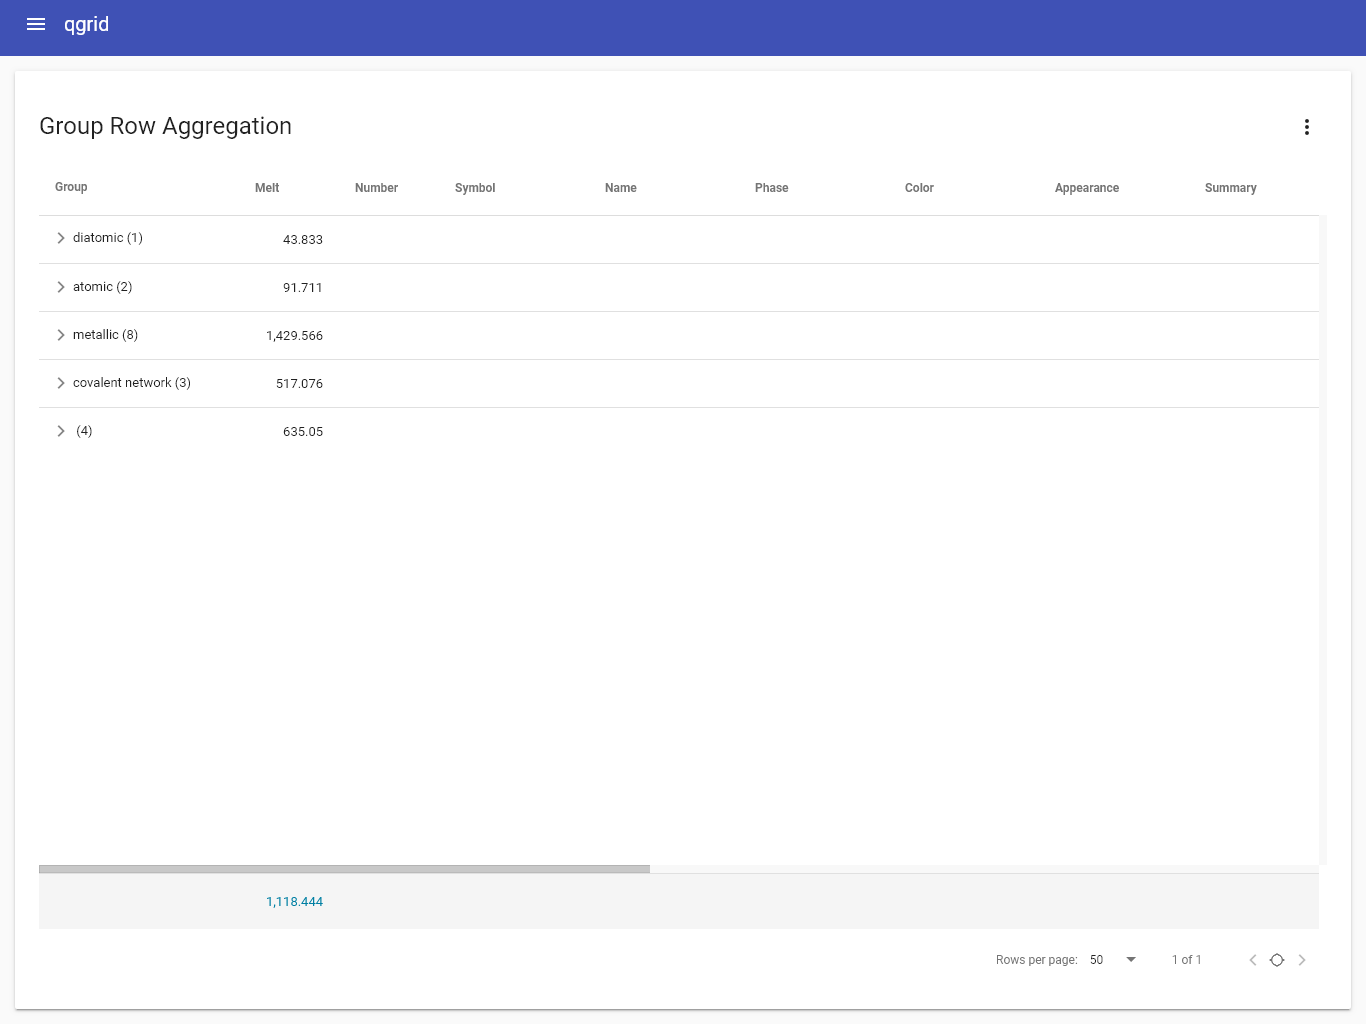 qgrid
Group Row Aggregation
Group Melt Number Symbol Name Phase Color Appearance Summary
diatomic (1) 43.833
atomic (2) 91.711
metallic (8) 1,429.566
covalent network (3) 517.076
(4) 635.05
1,118.444
Rows per page: 50 1 of 1